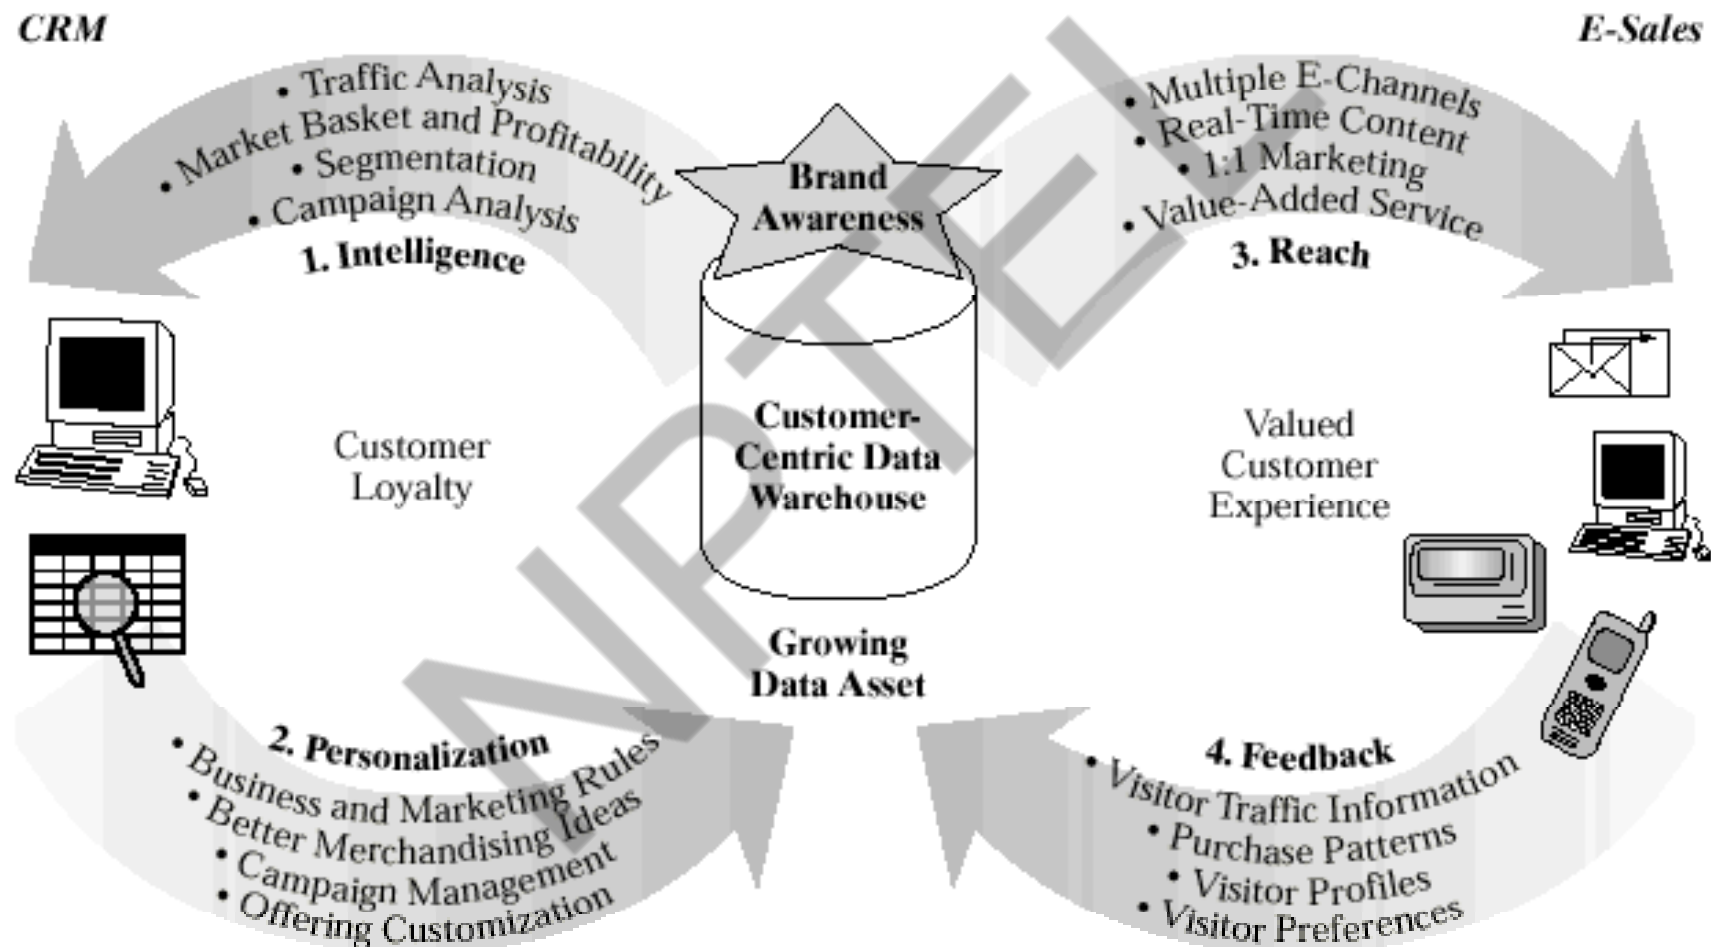 CRM
E-Sales
• Traffic Analysis
• Market Basket and Profitability
• Segmentation
• Campaign Analysis
1. Intelligence
Brand
Awareness
• Multiple E-Channels
• Real-Time Content
• 1:1 Marketing
• Value-Added Service
3. Reach
Customer
Loyalty
Customer-
Centric Data
Warehouse
Valued
Customer
Experience
Growing
Data Asset
2. Personalization
• Business and Marketing Rules
• Better Merchandising Ideas
• Campaign Management
• Offering Customization
4. Feedback
• Visitor Traffic Information
• Purchase Patterns
• Visitor Profiles
• Visitor Preferences
NPTEL